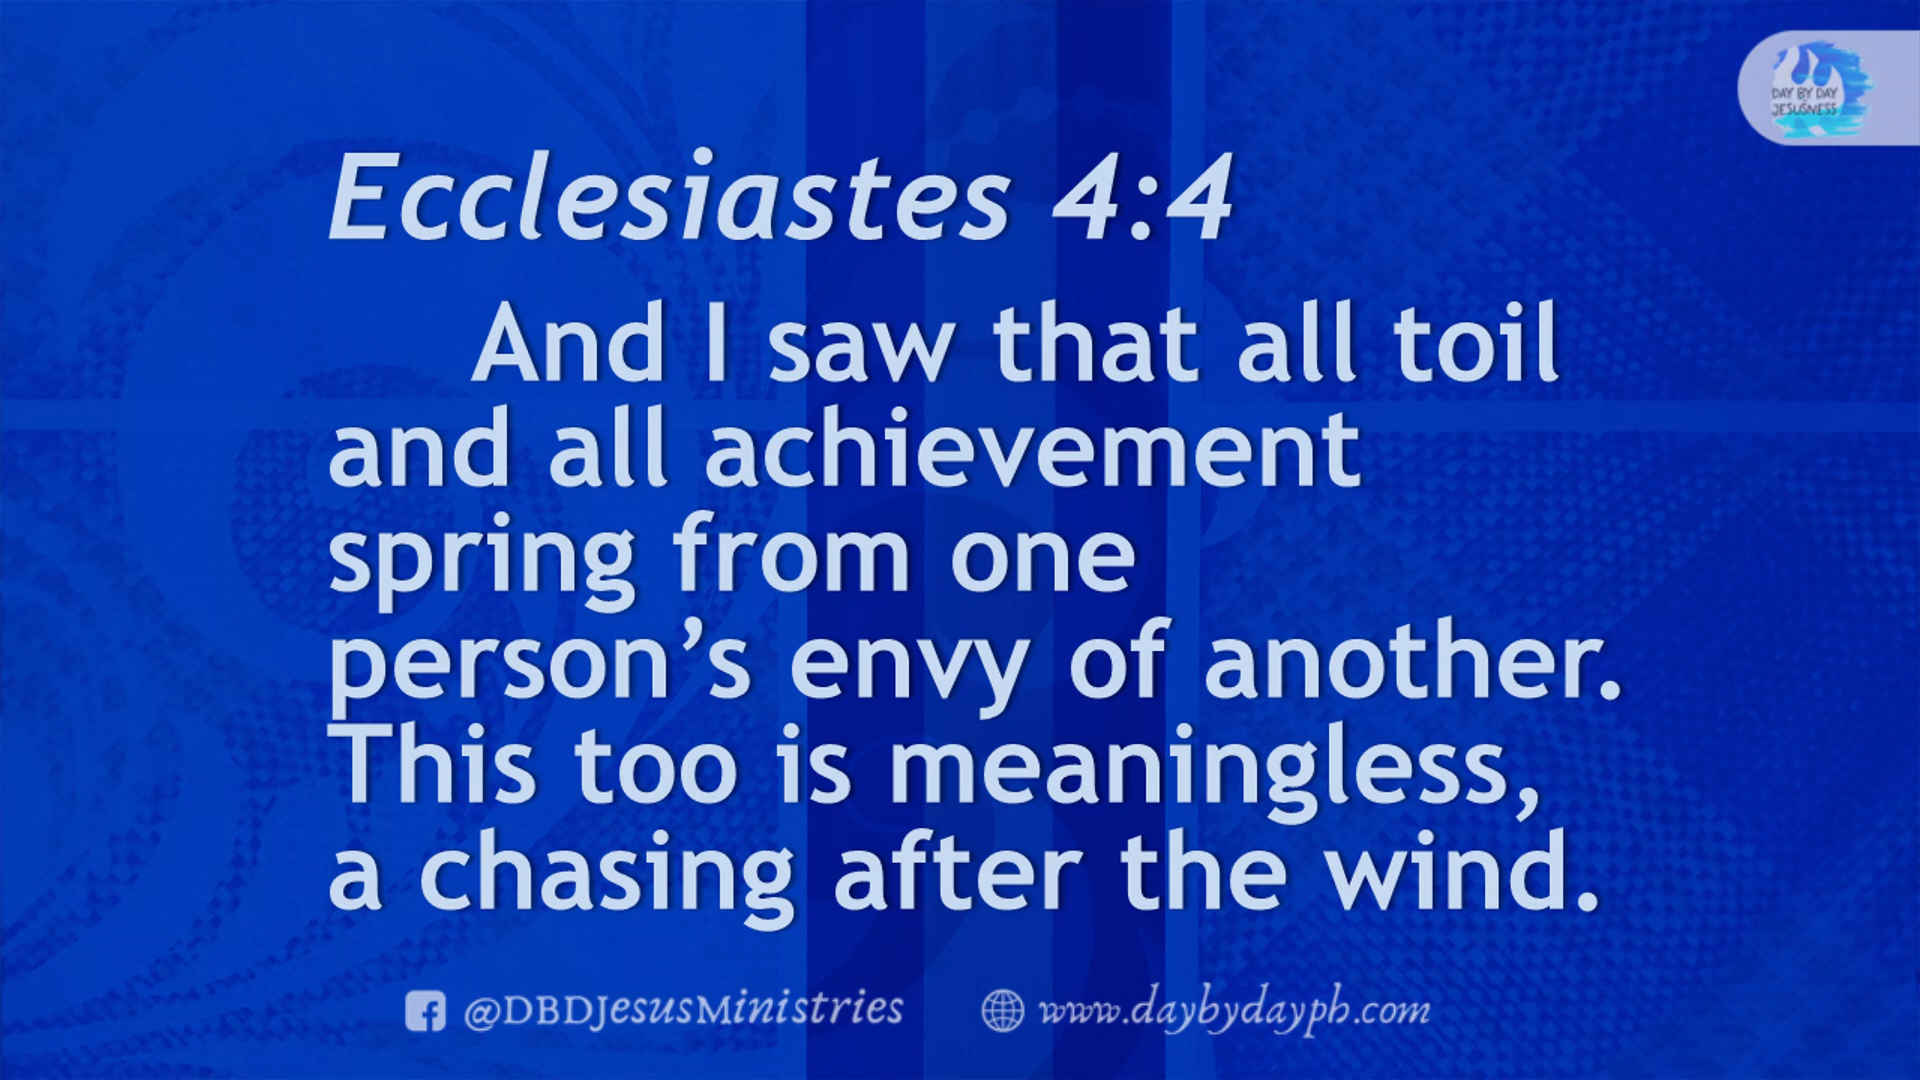 DAY BY DAY
JESUSNESS
Ecclesiastes 4:4
And I saw that all toil
and all achievement
spring from one
person’s envy of another.
This too is meaningless,
a chasing after the wind.
@DBDJesusMinistries
www.daybydayph.com